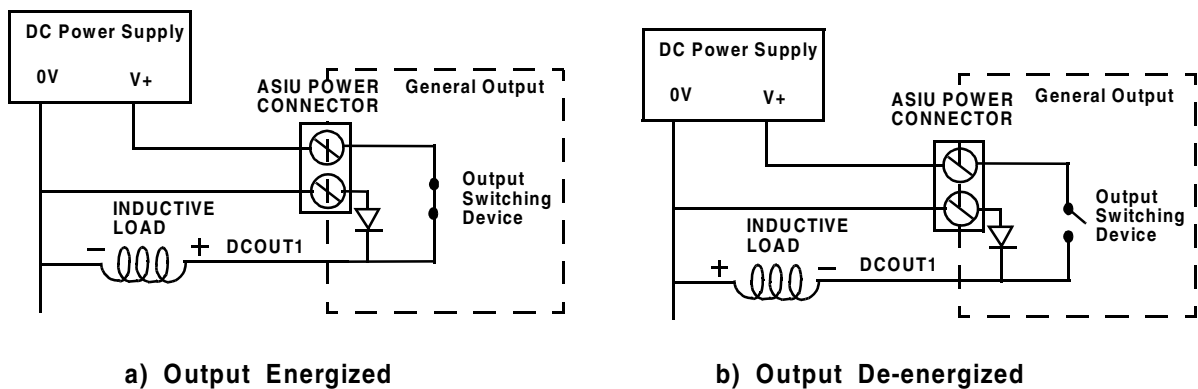 DC Power Supply
0V V+
ASIU POWER
CONNECTOR
General Output
Output
Switching
Device
INDUCTIVE
LOAD
− + DCOUT1
a) Output Energized
DC Power Supply
0V V+
ASIU POWER
CONNECTOR
General Output
Output
Switching
Device
INDUCTIVE
LOAD
+ − DCOUT1
b) Output De-energized